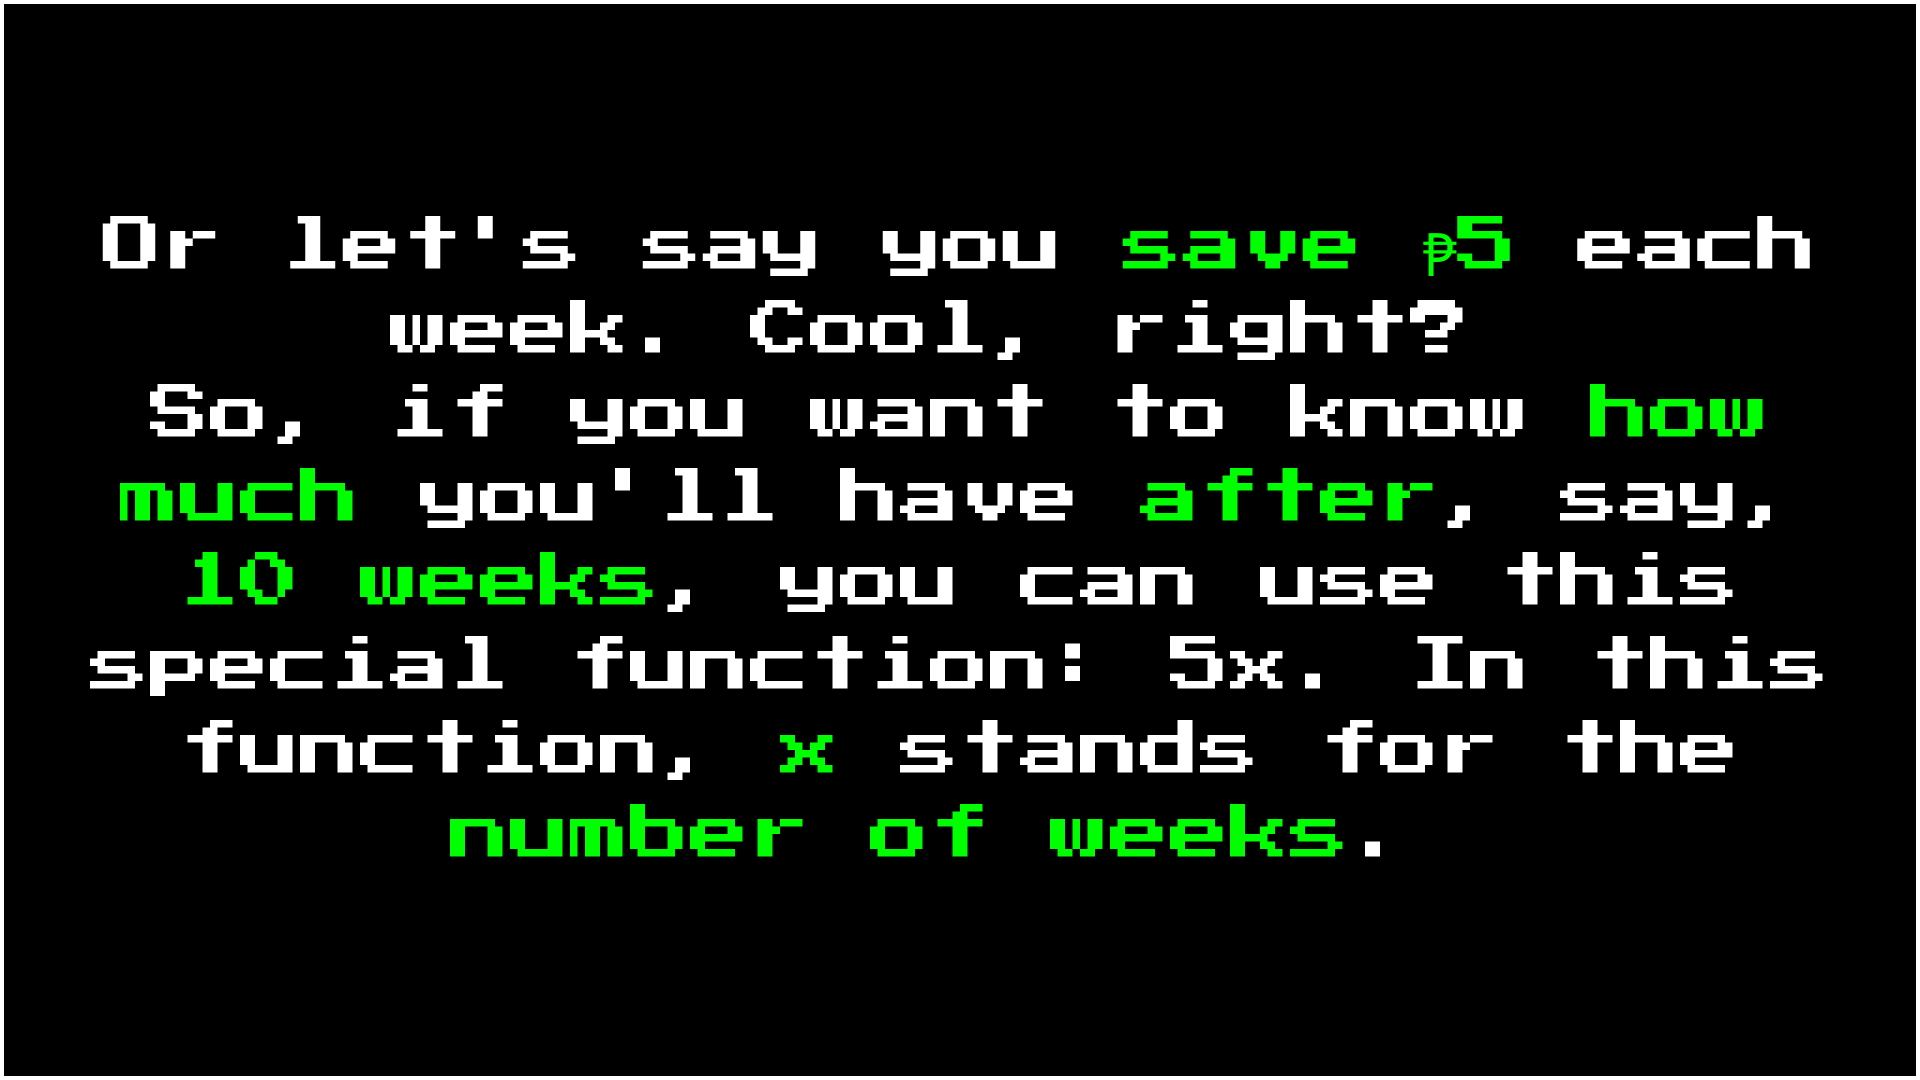 Or let's say you save ₱5 each
week. Cool, right?
So, if you want to know how
much you'll have after, say,
10 weeks, you can use this
special function: 5x. In this
function, x stands for the
number of weeks.